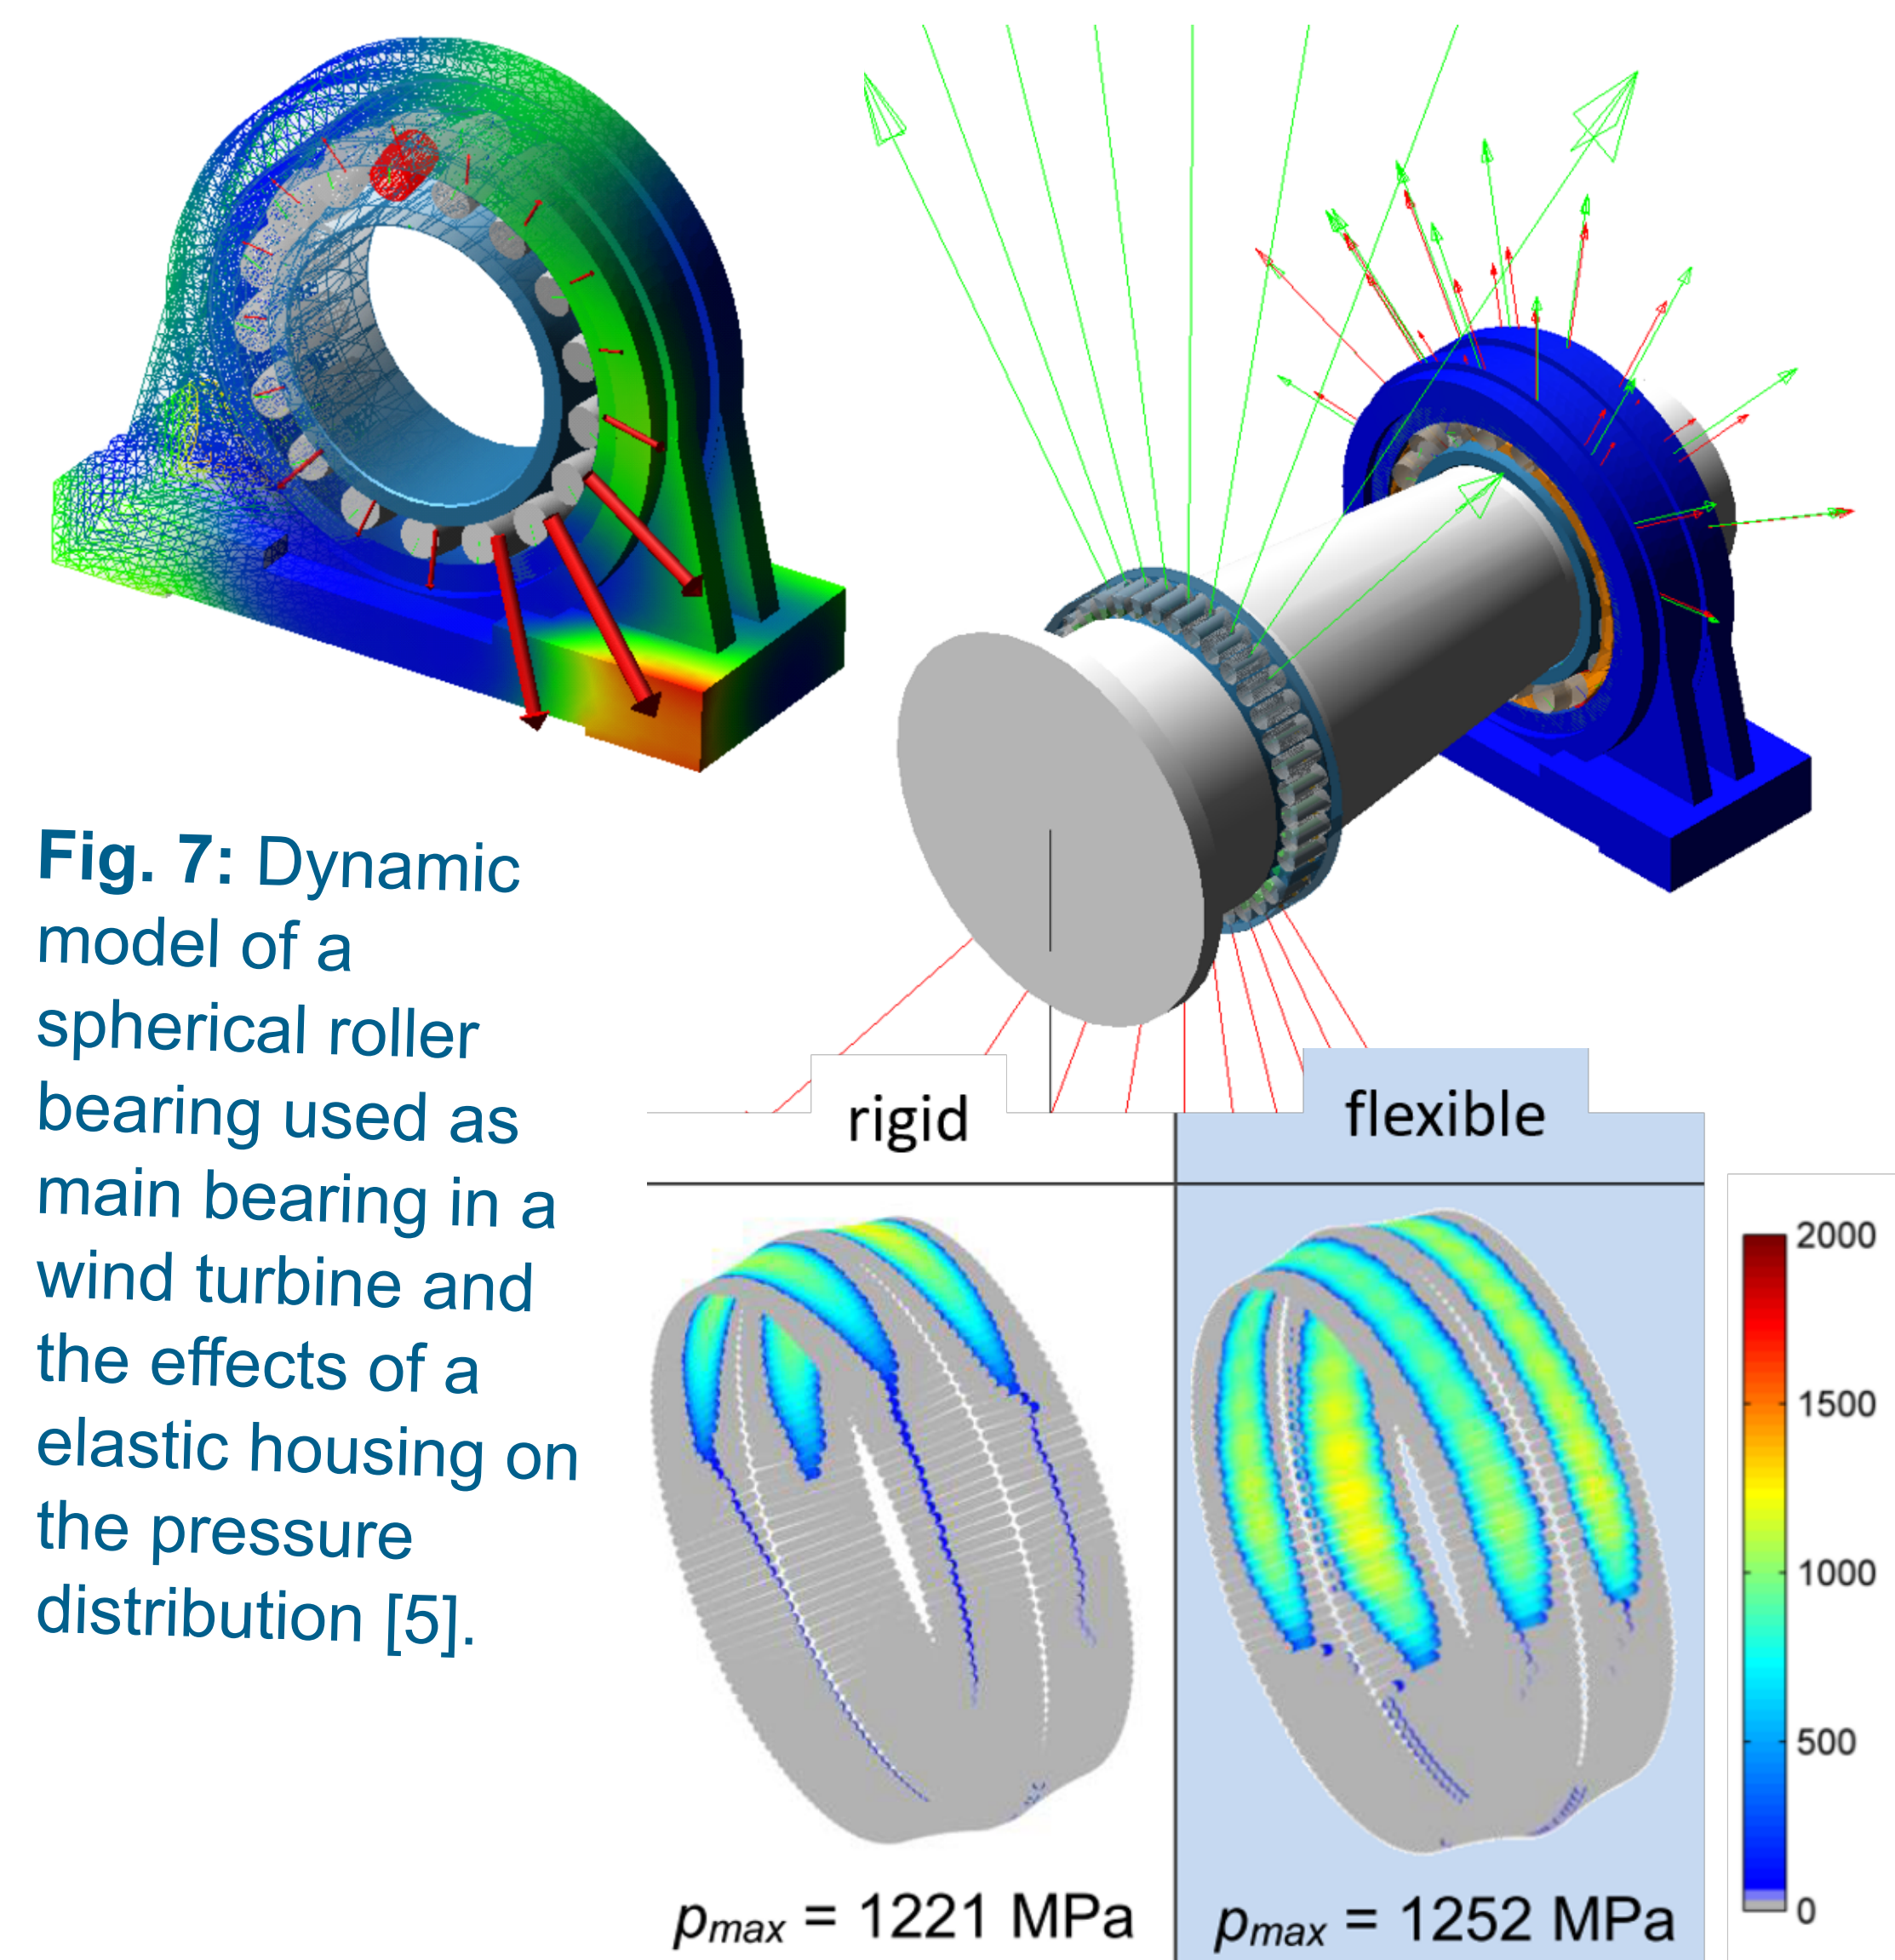 Fig. 7: Dynamic
model of a
spherical roller
bearing used as
main bearing in a
wind turbine and
the effects of a
elastic housing on
the pressure
distribution [5].
rigid
flexible
2000
1500
1000
500
0
pmax = 1221 MPa
pmax = 1252 MPa